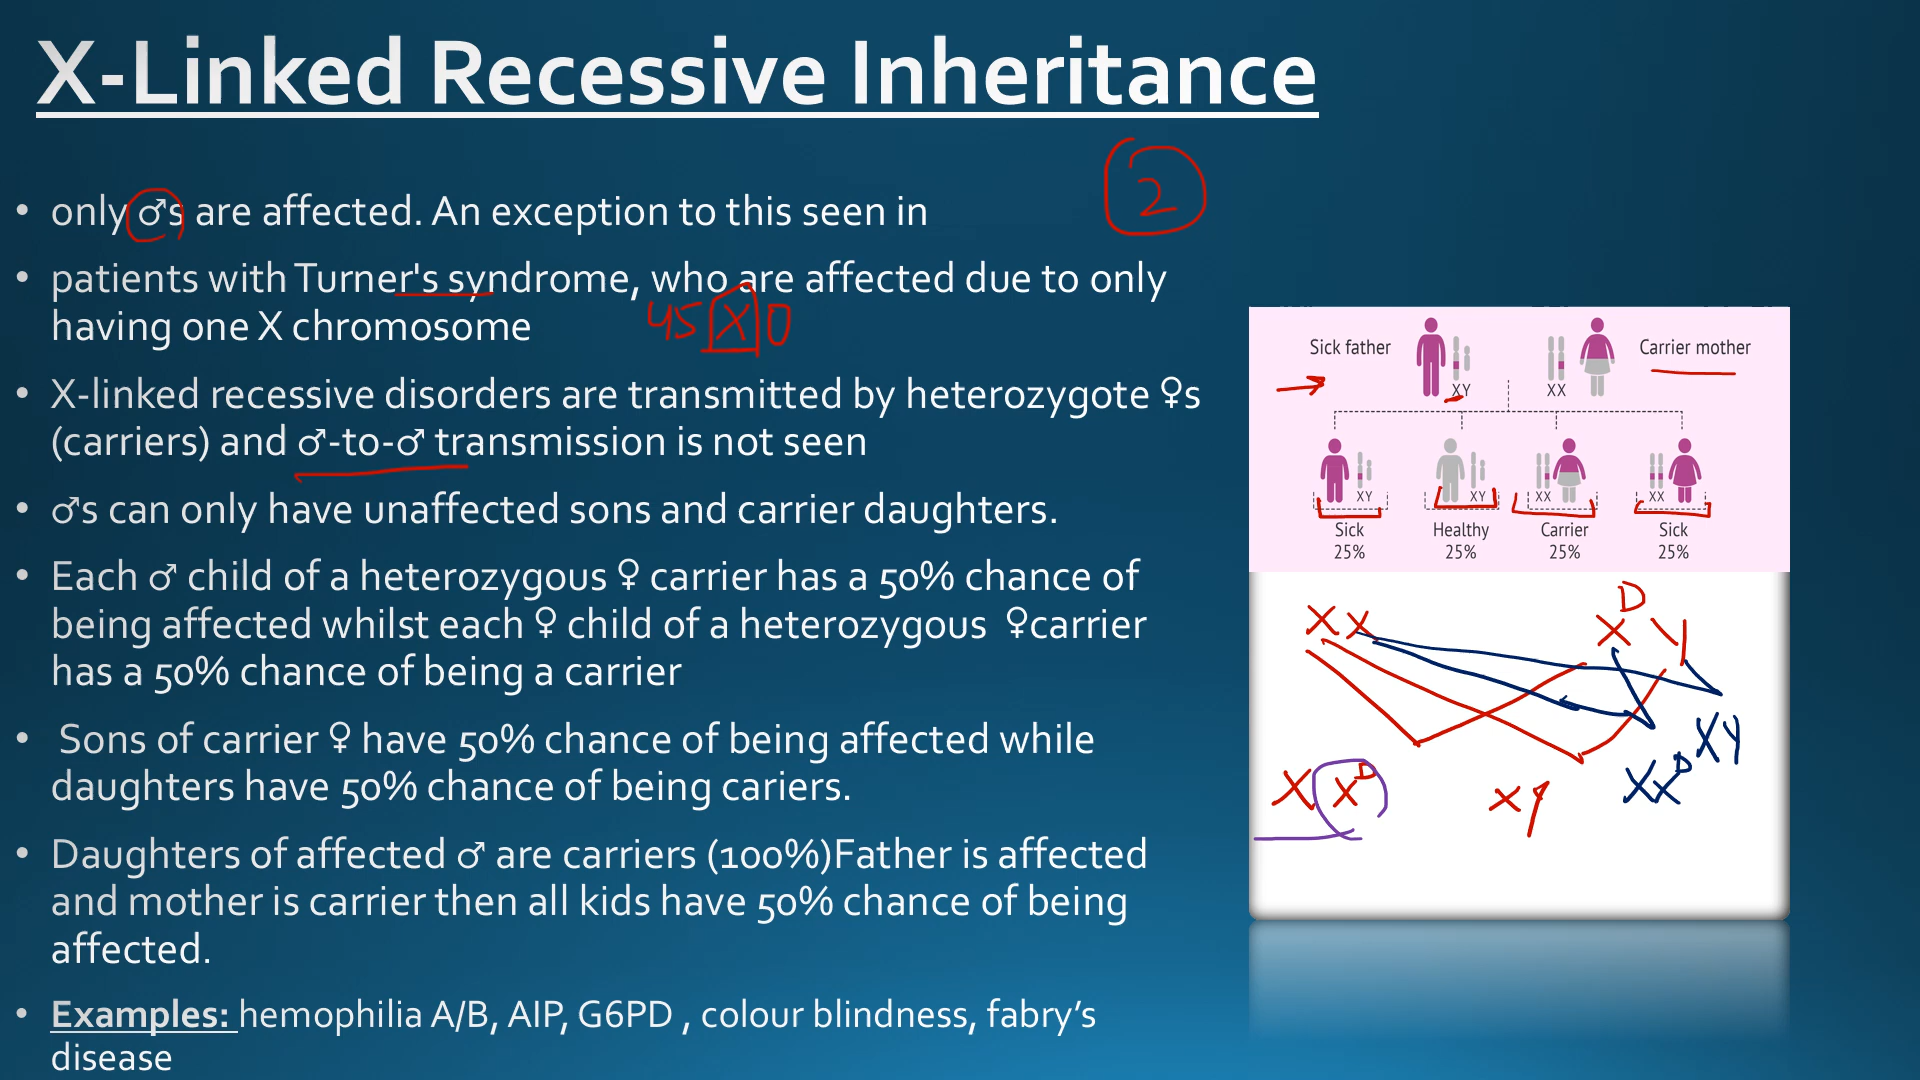 X-Linked Recessive Inheritance
2
• only ♂s are affected. An exception to this seen in
• patients with Turner's syndrome, who are affected due to only
having one X chromosome
45 X 0
• X-linked recessive disorders are transmitted by heterozygote ♀s
(carriers) and ♂-to-♂ transmission is not seen
• ♂s can only have unaffected sons and carrier daughters.
• Each ♂ child of a heterozygous ♀ carrier has a 50% chance of
being affected whilst each ♀ child of a heterozygous ♀carrier
has a 50% chance of being a carrier
• Sons of carrier ♀ have 50% chance of being affected while
daughters have 50% chance of being cariers.
• Daughters of affected ♂ are carriers (100%)Father is affected
and mother is carrier then all kids have 50% chance of being
affected.
• Examples: hemophilia A/B, AIP, G6PD , colour blindness, fabry's
disease
Sick father
Carrier mother
XY
XX
XY
XY
XX
XX
Sick Healthy Carrier Sick
25% 25% 25% 25%
D
X X X Y
XY
X X D
XY
XX D